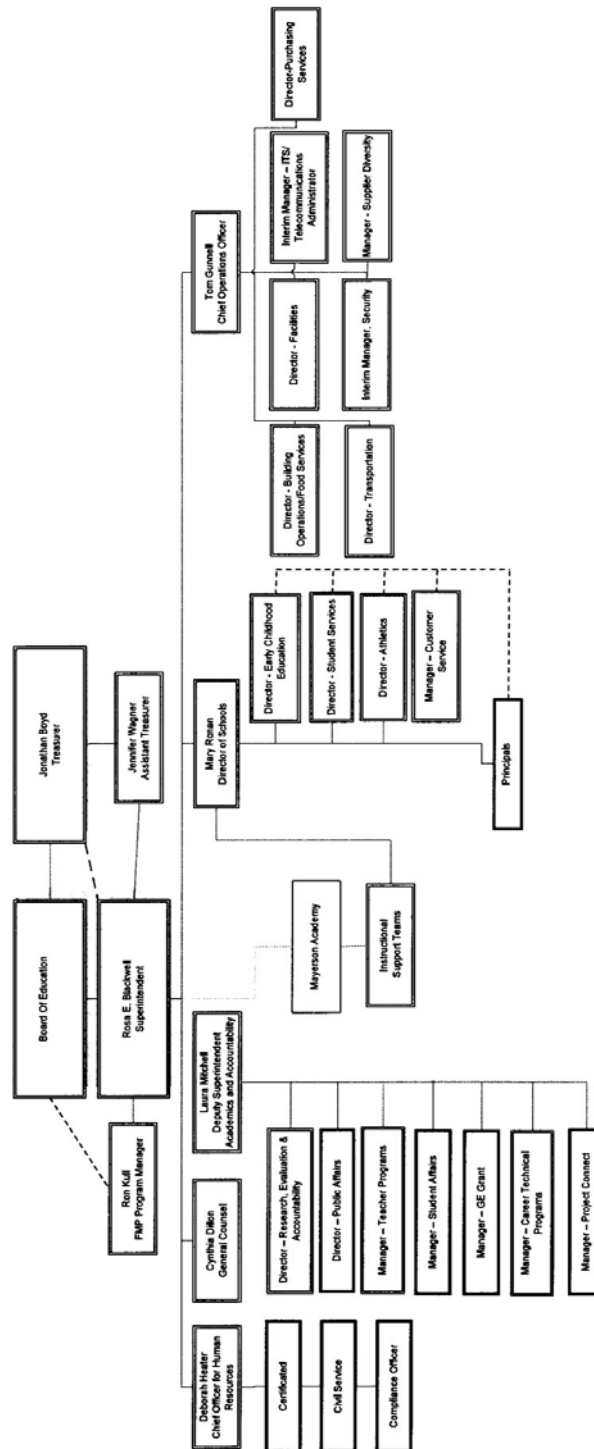 Board Of Education
Jonathan Boyd
Treasurer
Ron Kull
FMP Program Manager
Rosa E. Blackwell
Superintendent
Jennifer Wagner
Assistant Treasurer
Deborah Heater
Chief Officer for Human
Resources
Cynthia Dillon
General Counsel
Laura Mitchell
Deputy Superintendent
Academics and Accountability
Mary Ronan
Director of Schools
Tom Gunnell
Chief Operations Officer
Certificated
Civil Service
Compliance Officer
Director – Research, Evaluation &
Accountability
Director – Public Affairs
Manager – Teacher Programs
Manager – Student Affairs
Manager – GE Grant
Manager – Career Technical
Programs
Manager – Project Connect
Mayerson Academy
Instructional
Support Teams
Director - Early Childhood
Education
Director - Student Services
Director - Athletics
Manager – Customer
Service
Principals
Director - Building
Operations/Food Services
Director - Facilities
Interim Manager – ITS/
Telecommunications
Administrator
Director-Purchasing
Services
Director - Transportation
Interim Manager, Security
Manager - Supplier Diversity